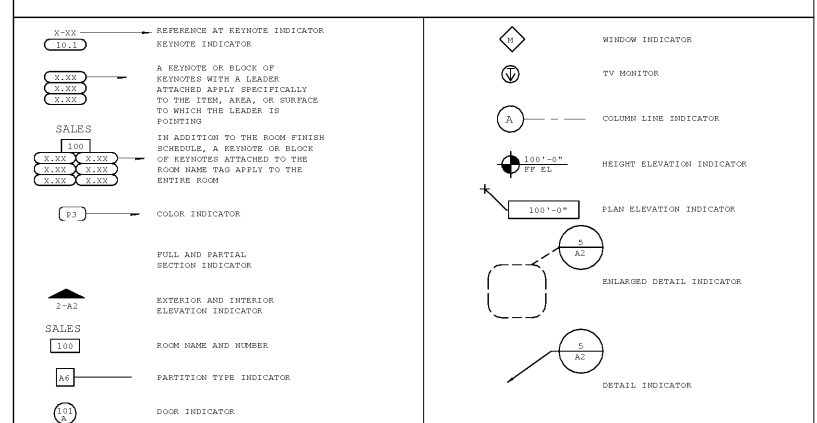 X-XX
REFERENCE AT KEYNOTE INDICATOR
10.1
KEYNOTE INDICATOR
X.XX
X.XX
X.XX
A KEYNOTE OR BLOCK OF
KEYNOTES WITH A LEADER
ATTACHED APPLY SPECIFICALLY
TO THE ITEM, AREA, OR SURFACE
TO WHICH THE LEADER IS
POINTING
SALES
100
X.XX X.XX
X.XX X.XX
X.XX X.XX
IN ADDITION TO THE ROOM FINISH
SCHEDULE, A KEYNOTE OR BLOCK
OF KEYNOTES ATTACHED TO THE
ROOM NAME TAG APPLY TO THE
ENTIRE ROOM
P3
COLOR INDICATOR
FULL AND PARTIAL
SECTION INDICATOR
2-A2
EXTERIOR AND INTERIOR
ELEVATION INDICATOR
SALES
100
ROOM NAME AND NUMBER
A6
PARTITION TYPE INDICATOR
101
A
DOOR INDICATOR
M
WINDOW INDICATOR
TV MONITOR
A
COLUMN LINE INDICATOR
100'-0"
FF EL
HEIGHT ELEVATION INDICATOR
100'-0"
PLAN ELEVATION INDICATOR
5
A2
ENLARGED DETAIL INDICATOR
5
A2
DETAIL INDICATOR